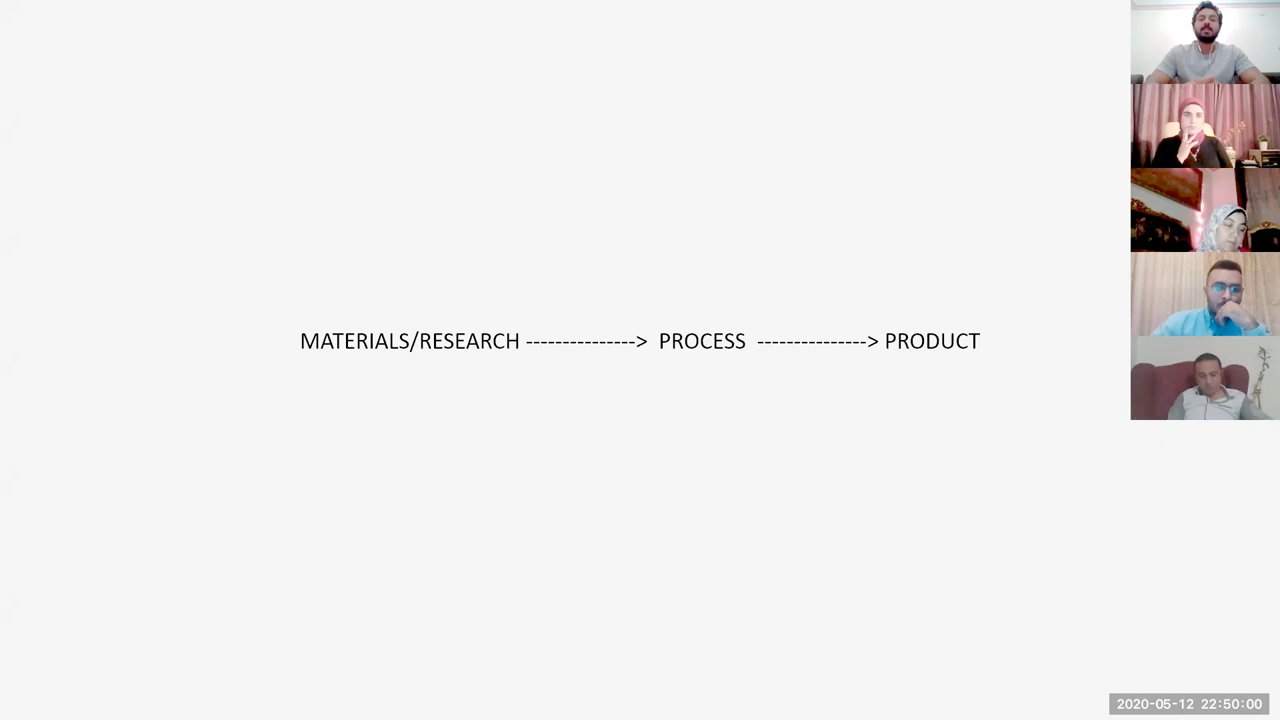 MATERIALS/RESEARCH ---------------> PROCESS ---------------> PRODUCT
2020-05-12 22:50:00